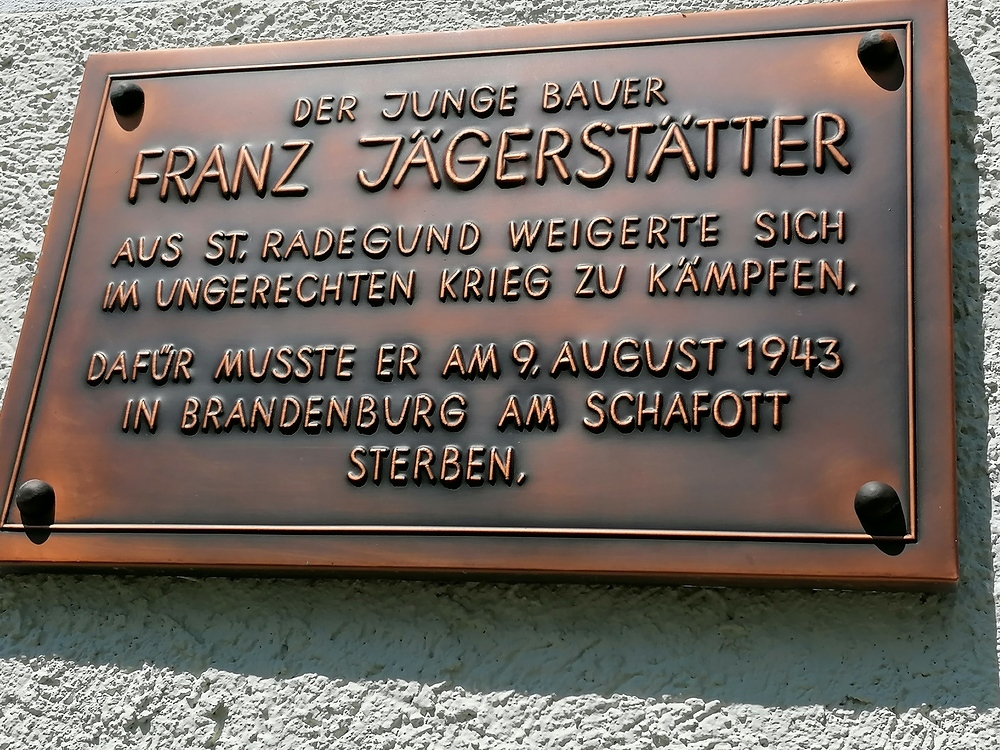 DER JUNGE BAUER
FRANZ JÄGERSTÄTTER
AUS ST. RADEGUND WEIGERTE SICH
IM UNGERECHTEN KRIEG ZU KÄMPFEN.
DAFÜR MUSSTE ER AM 9. AUGUST 1943
IN BRANDENBURG AM SCHAFOTT
STERBEN.